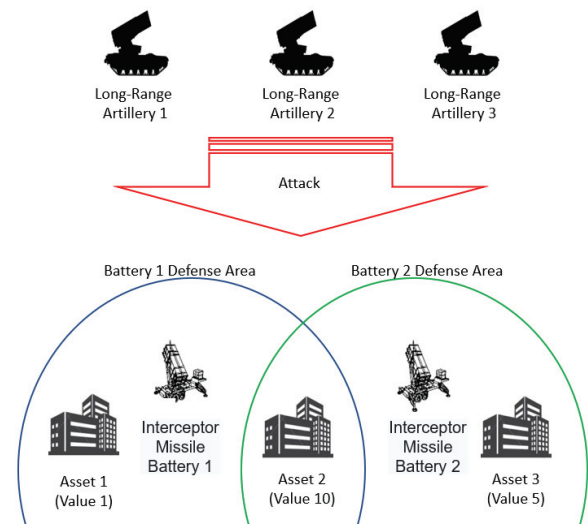 Long-Range
Artillery 1
Long-Range
Artillery 2
Long-Range
Artillery 3
Attack
Battery 1 Defense Area
Battery 2 Defense Area
Interceptor
Missile
Battery 1
Interceptor
Missile
Battery 2
Asset 1
(Value 1)
Asset 2
(Value 10)
Asset 3
(Value 5)